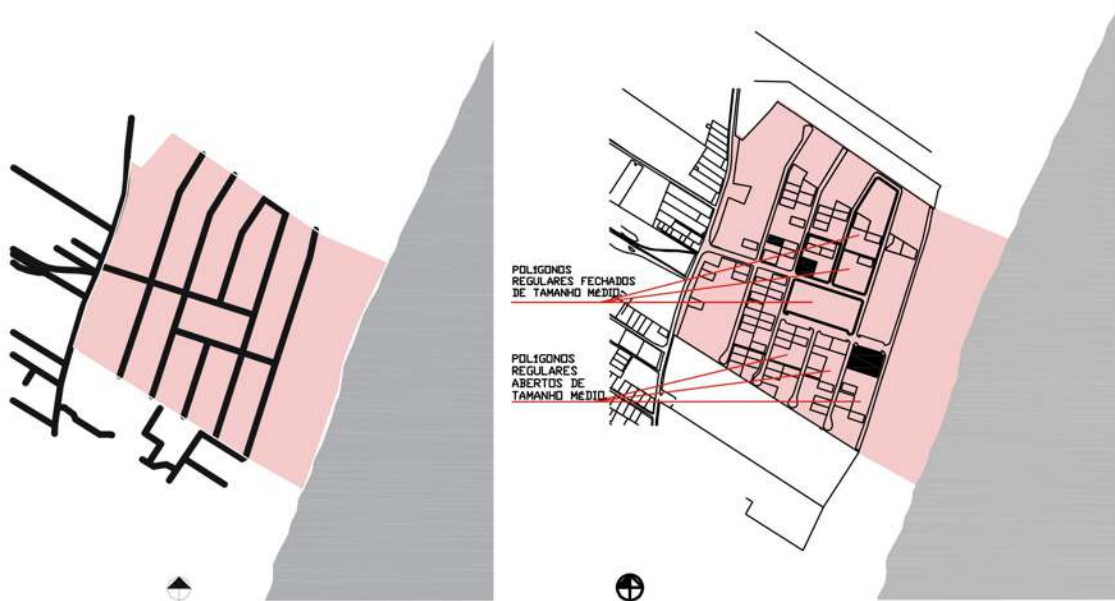 POLíGONOS
REGULARES FECHADOS
DE TAMANHO MéDIO
POLíGONOS
REGULARES
ABERTOS DE
TAMANHO MéDIO